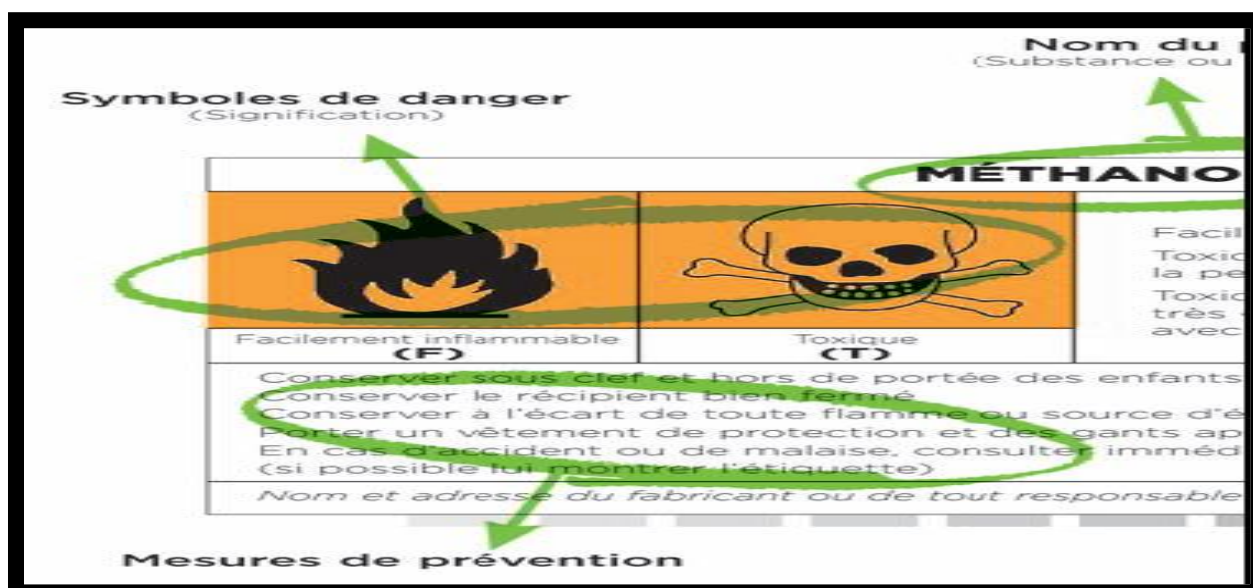 Nom du
(Substance ou
Symboles de danger
(Signification)
MÉTHANO
Facil
Toxic
la pe
Toxic
très
avec
Facilement inflammable
(F)
Toxique
(T)
Conserver sous clef et hors de portée des enfants
Conserver le récipient bien fermé
Conserver à l'écart de toute flamme ou source d'é
Porter un vêtement de protection et des gants ap
En cas d'accident ou de malaise, consulter imméd
(si possible lui montrer l'étiquette)
Nom et adresse du fabricant ou de tout responsable
Mesures de prévention